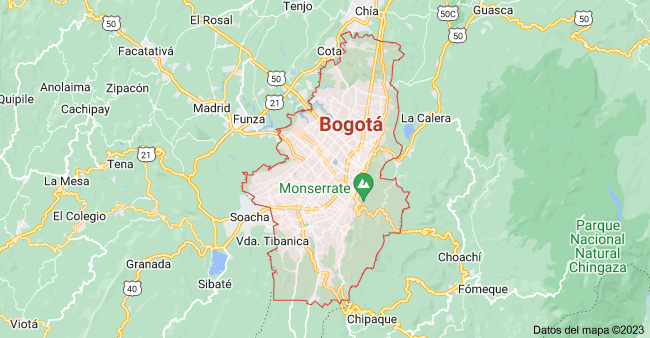 Tenjo
Chía
50
Guasca
El Rosal
50
Cota
Facatativá
50
Anolaima
Zipacón
21
Quipile
Cachipay
Madrid
Funza
Bogotá
La Calera
21
Tena
La Mesa
Monserrate
El Colegio
Soacha
Parque
Nacional
Natural
Chingaza
Vda. Tibanica
Choachí
Granada
40
Sibaté
Fómeque
Viotá
Chipaque
Datos del mapa ©2023